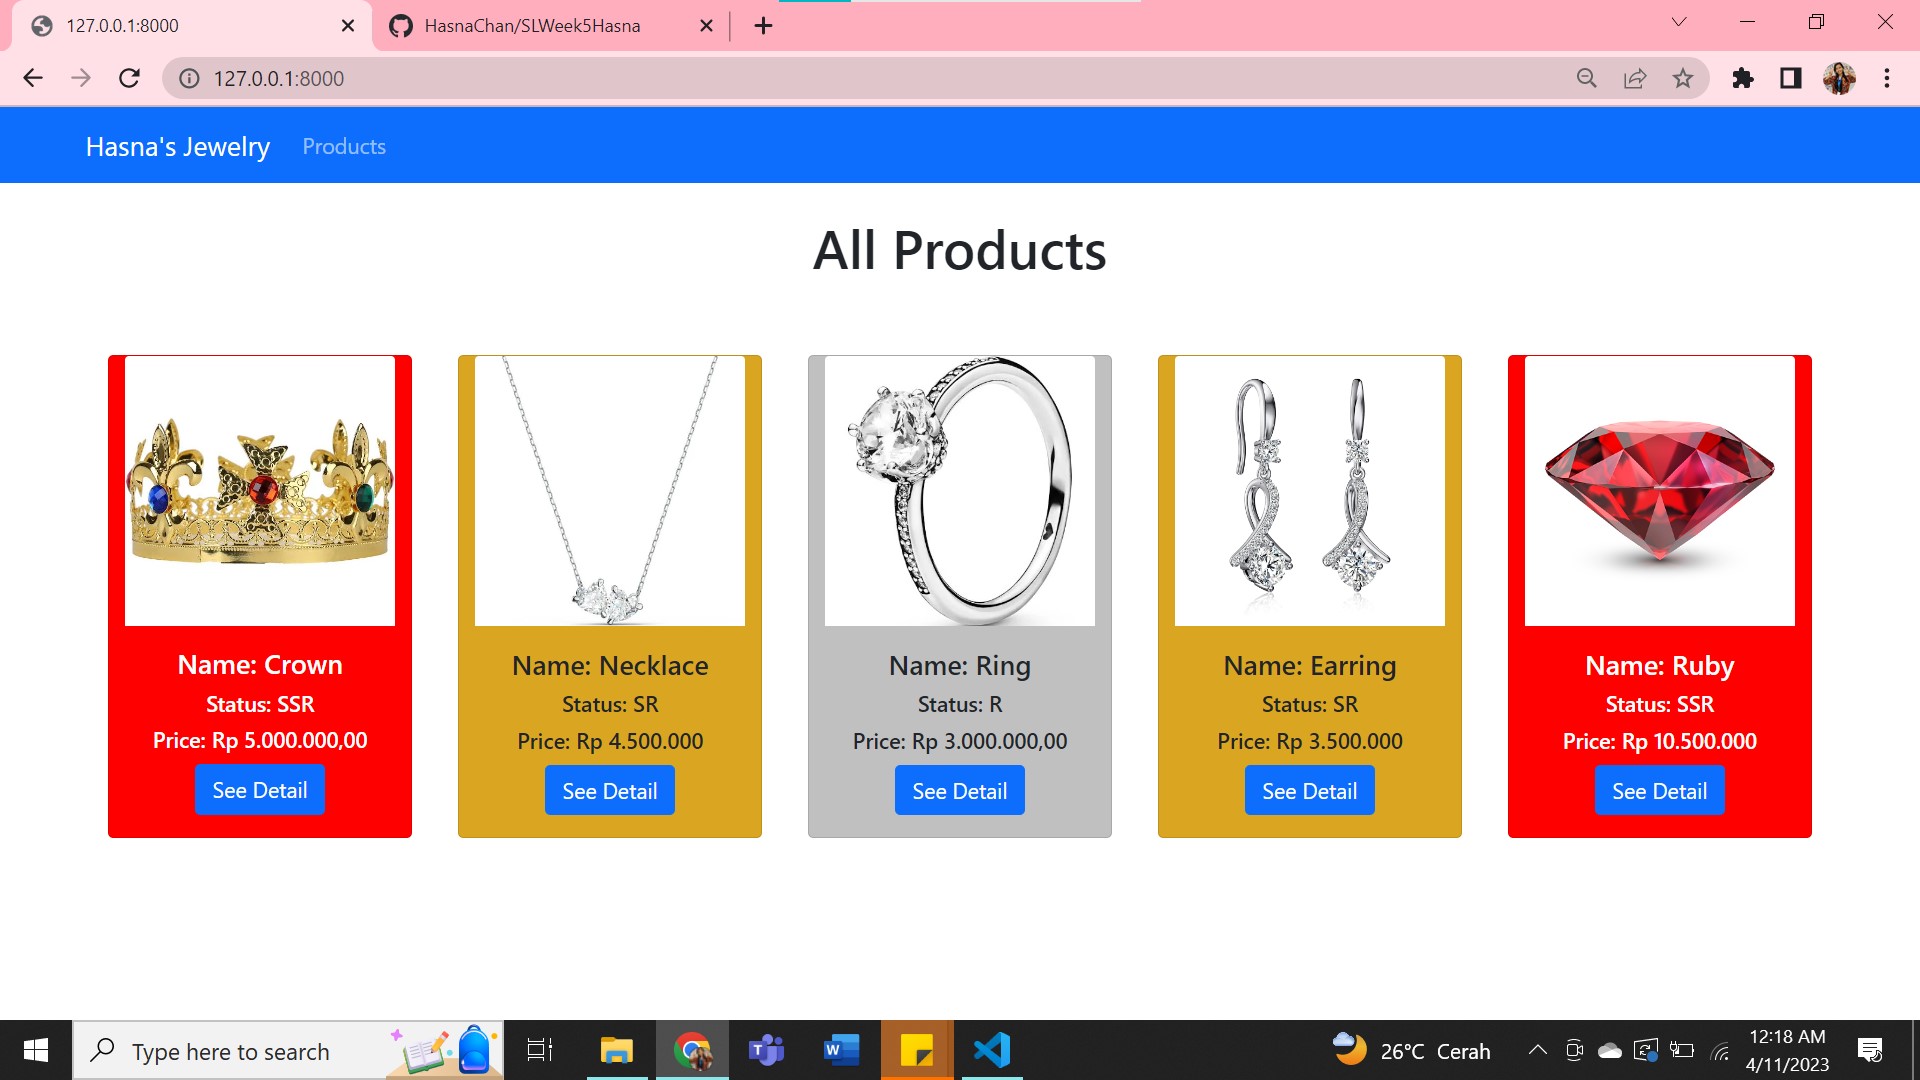 127.0.0.1:8000
HasnaChan/SLWeek5Hasna
127.0.0.1:8000
Hasna's Jewelry
Products
All Products
Name: Crown
Status: SSR
Price: Rp 5.000.000,00
See Detail
Name: Necklace
Status: SR
Price: Rp 4.500.000
See Detail
Name: Ring
Status: R
Price: Rp 3.000.000,00
See Detail
Name: Earring
Status: SR
Price: Rp 3.500.000
See Detail
Name: Ruby
Status: SSR
Price: Rp 10.500.000
See Detail
Type here to search
26°C Cerah
12:18 AM
4/11/2023